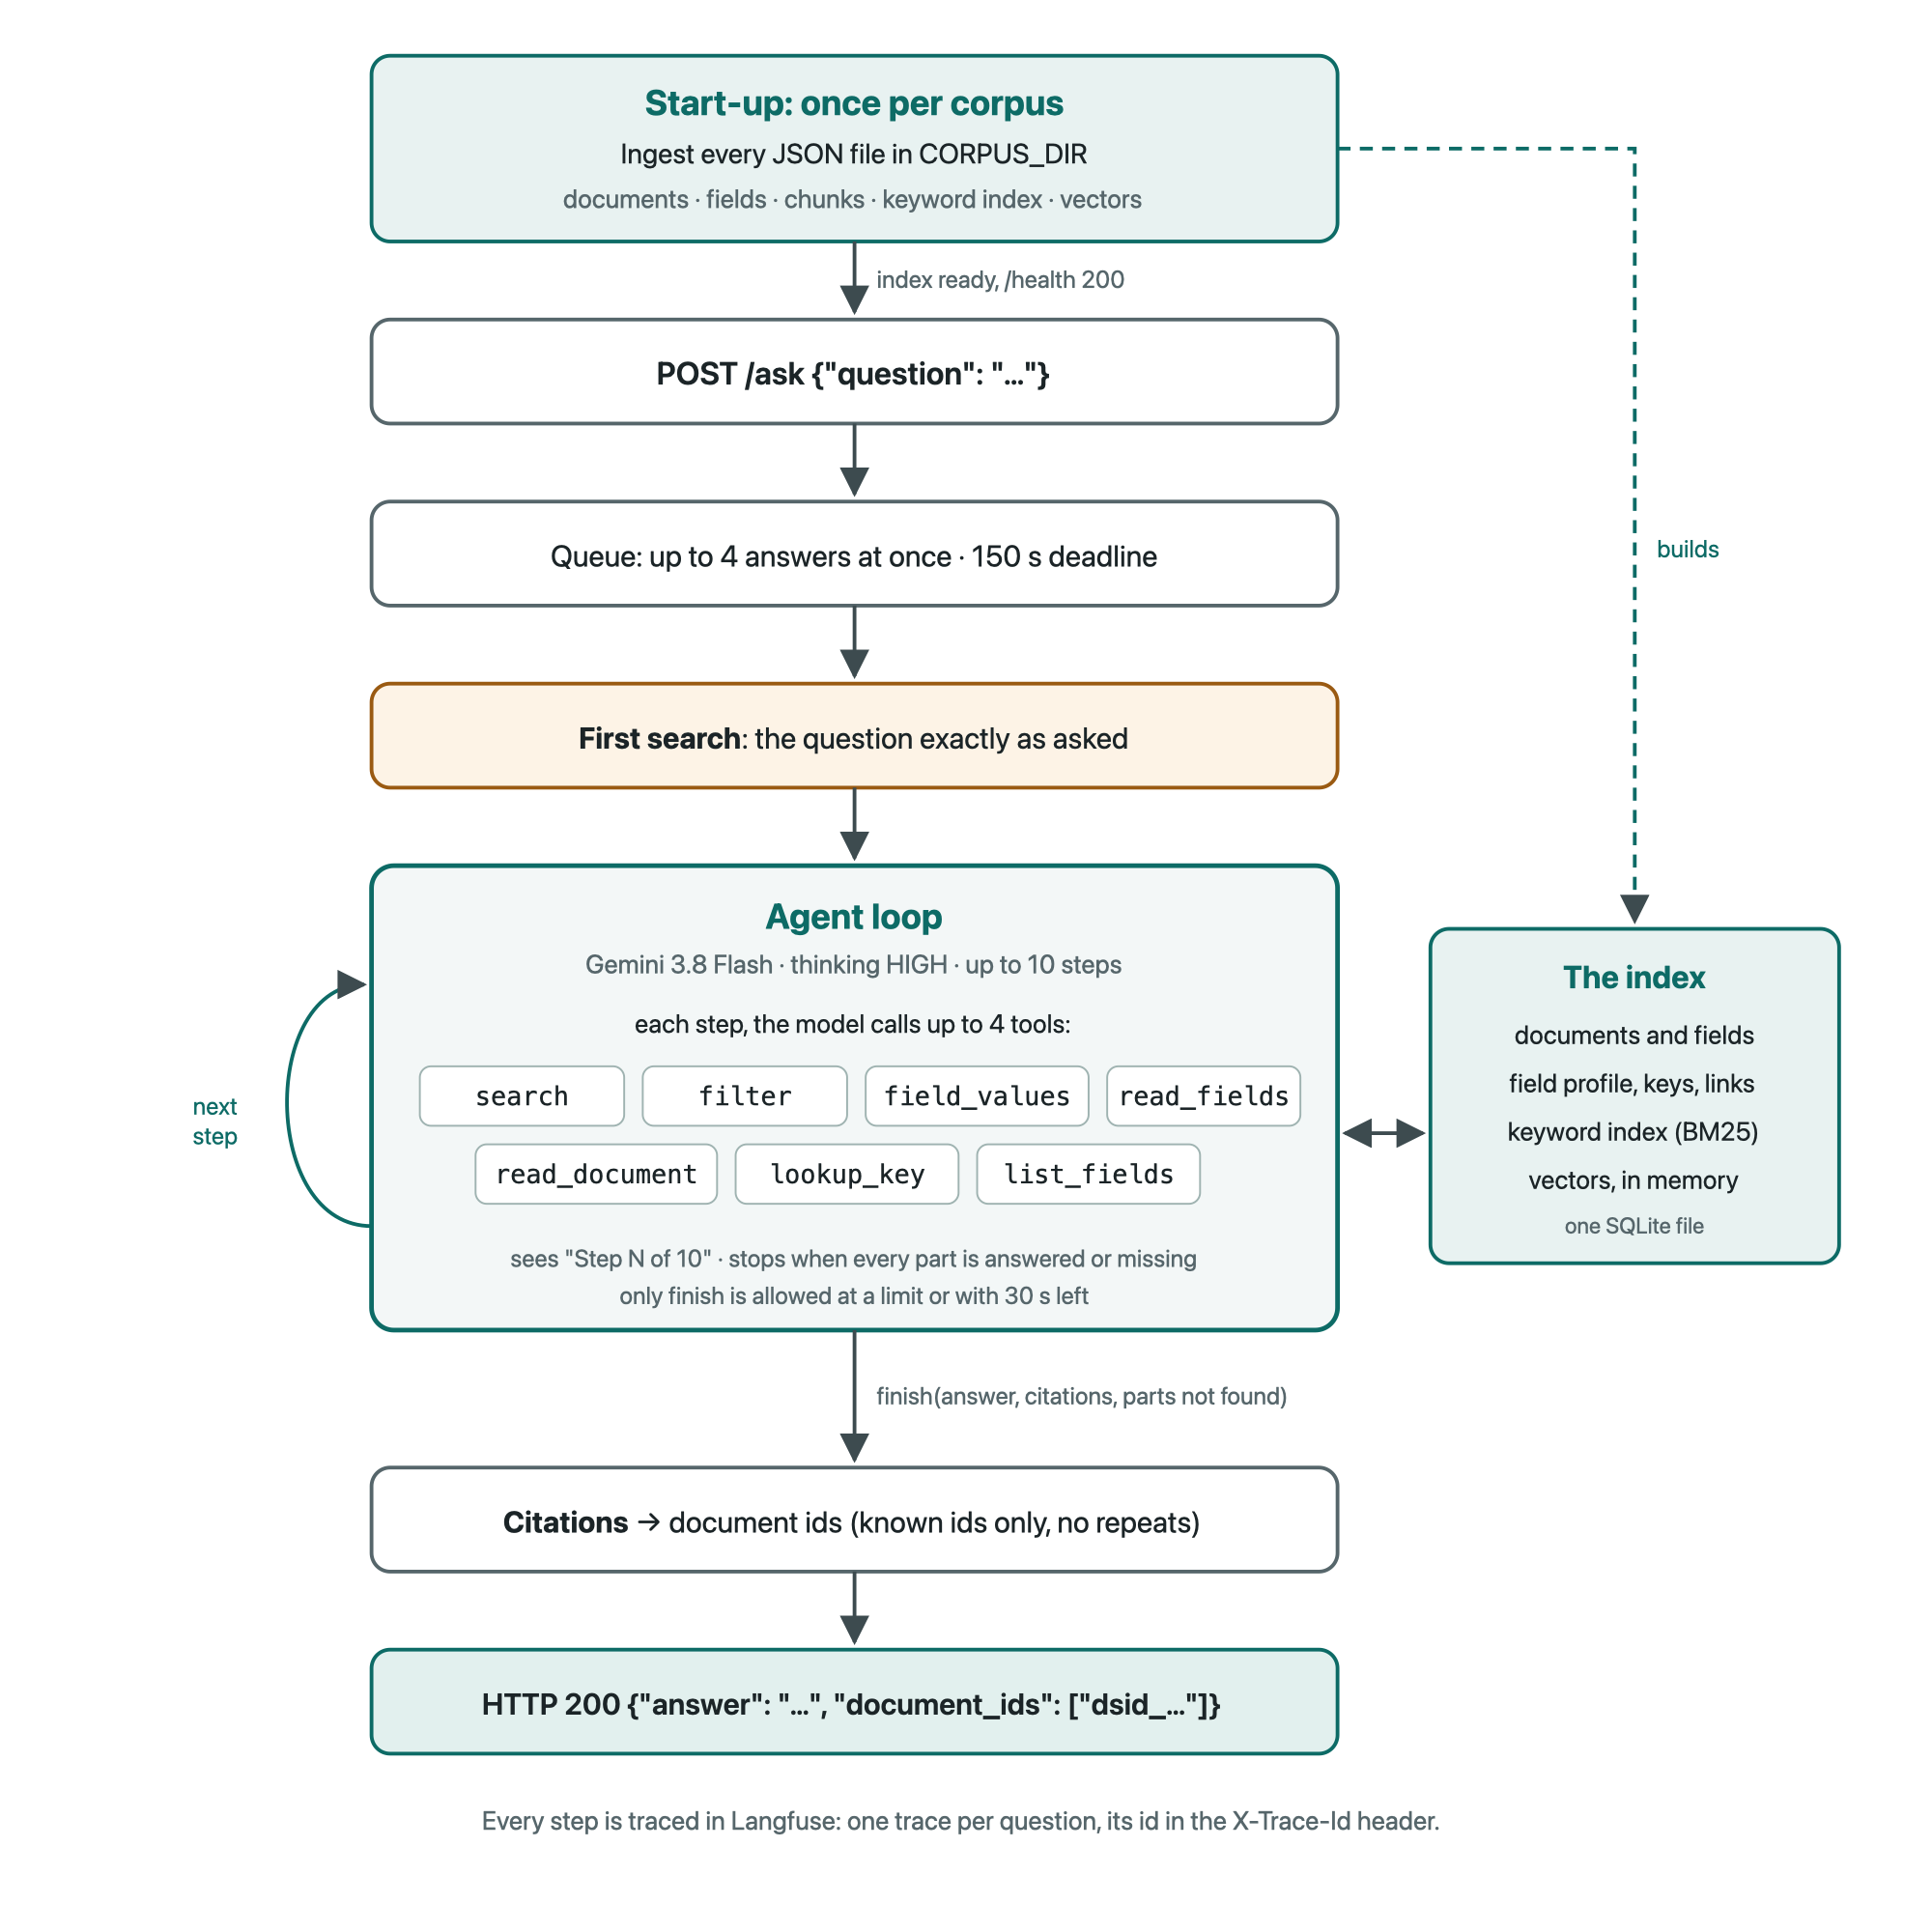 Start-up: once per corpus
Ingest every JSON file in CORPUS_DIR
documents · fields · chunks · keyword index · vectors
index ready, /health 200
POST /ask {"question": "…"}
Queue: up to 4 answers at once · 150 s deadline
builds
First search: the question exactly as asked
Agent loop
Gemini 3.8 Flash · thinking HIGH · up to 10 steps
each step, the model calls up to 4 tools:
search
filter
field_values
read_fields
read_document
lookup_key
list_fields
sees "Step N of 10" · stops when every part is answered or missing
only finish is allowed at a limit or with 30 s left
next
step
The index
documents and fields
field profile, keys, links
keyword index (BM25)
vectors, in memory
one SQLite file
finish(answer, citations, parts not found)
Citations → document ids (known ids only, no repeats)
HTTP 200 {"answer": "…", "document_ids": ["dsid_…"]}
Every step is traced in Langfuse: one trace per question, its id in the X-Trace-Id header.